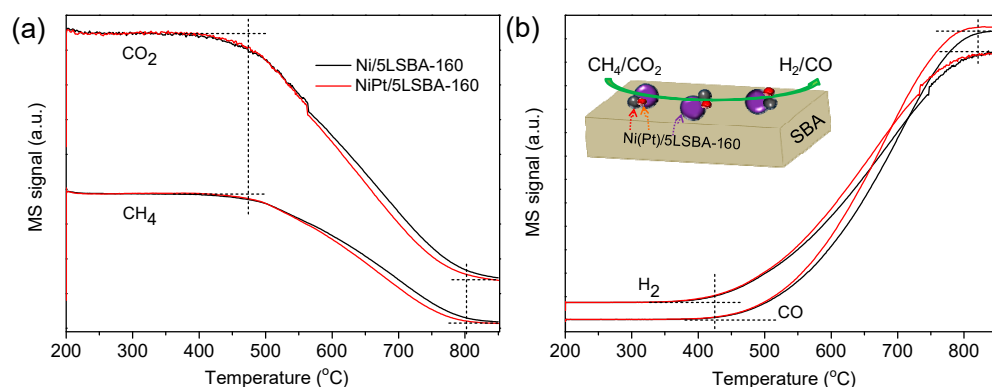 (a)
CO2
Ni/5LSBA-160
NiPt/5LSBA-160
CH4
MS signal (a.u.)
200 300 400 500 600 700 800
Temperature (oC)
(b)
CH4/CO2
H2/CO
Ni(Pt)/5LSBA-160
SBA
H2
CO
MS signal (a.u.)
200 300 400 500 600 700 800
Temperature (oC)